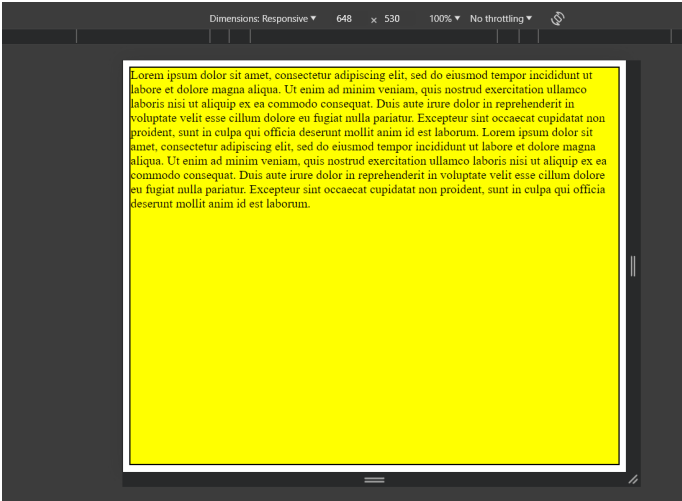 Dimensions: Responsive ▼ 648 × 530 100% ▼ No throttling ▼
Lorem ipsum dolor sit amet, consectetur adipiscing elit, sed do eiusmod tempor incididunt ut
labore et dolore magna aliqua. Ut enim ad minim veniam, quis nostrud exercitation ullamco
laboris nisi ut aliquip ex ea commodo consequat. Duis aute irure dolor in reprehenderit in
voluptate velit esse cillum dolore eu fugiat nulla pariatur. Excepteur sint occaecat cupidatat non
proident, sunt in culpa qui officia deserunt mollit anim id est laborum. Lorem ipsum dolor sit
amet, consectetur adipiscing elit, sed do eiusmod tempor incididunt ut labore et dolore magna
aliqua. Ut enim ad minim veniam, quis nostrud exercitation ullamco laboris nisi ut aliquip ex ea
commodo consequat. Duis aute irure dolor in reprehenderit in voluptate velit esse cillum dolore
eu fugiat nulla pariatur. Excepteur sint occaecat cupidatat non proident, sunt in culpa qui officia
deserunt mollit anim id est laborum.